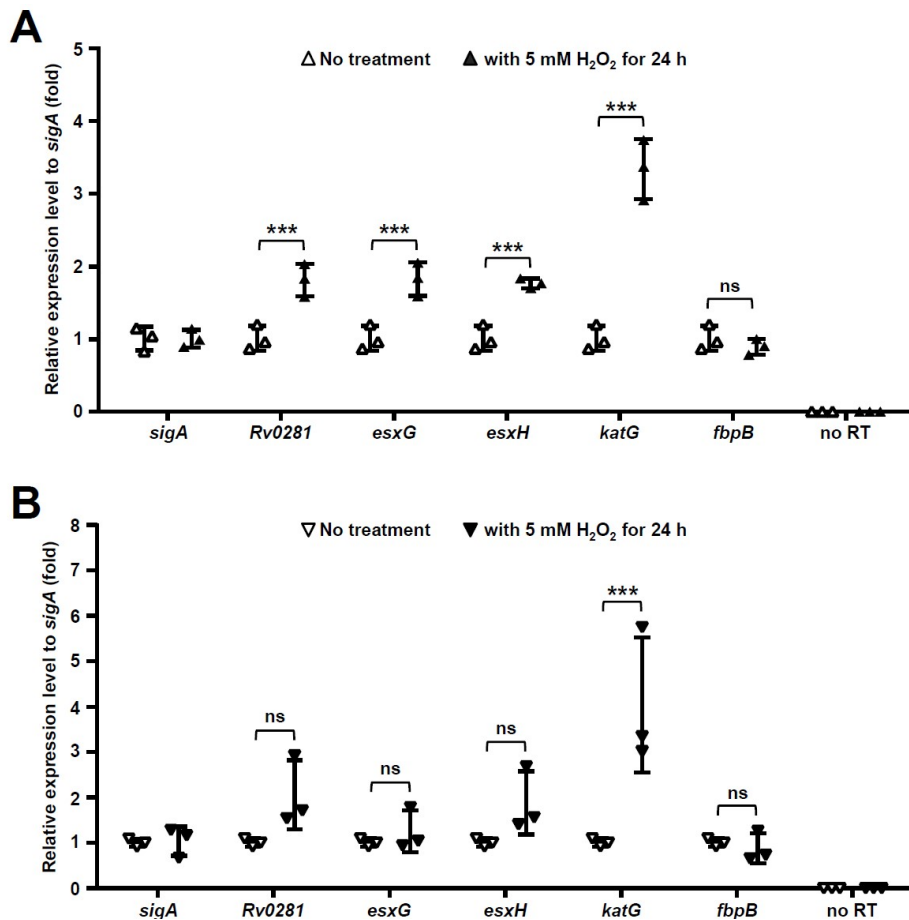 A
No treatment with 5 mM H₂O₂ for 24 h
Relative expression level to sigA (fold)
5
4
3
2
1
0
***
***
***
***
ns
sigA Rv0281 esxG esxH katG fbpB no RT
B
No treatment with 5 mM H₂O₂ for 24 h
Relative expression level to sigA (fold)
8
7
6
5
4
3
2
1
0
ns
ns
ns
***
ns
sigA Rv0281 esxG esxH katG fbpB no RT